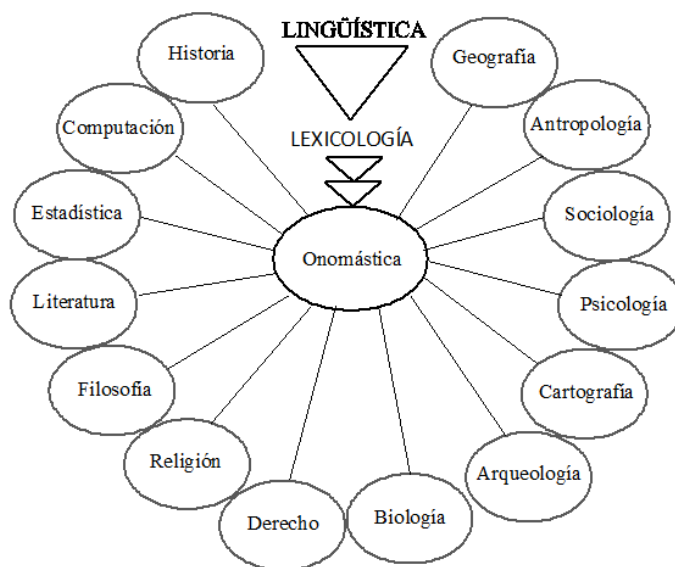 LINGÜÍSTICA
Historia
Geografía
Computación
LEXICOLOGÍA
Antropología
Estadística
Sociología
Onomástica
Literatura
Psicología
Filosofía
Cartografía
Religión
Arqueología
Derecho
Biología